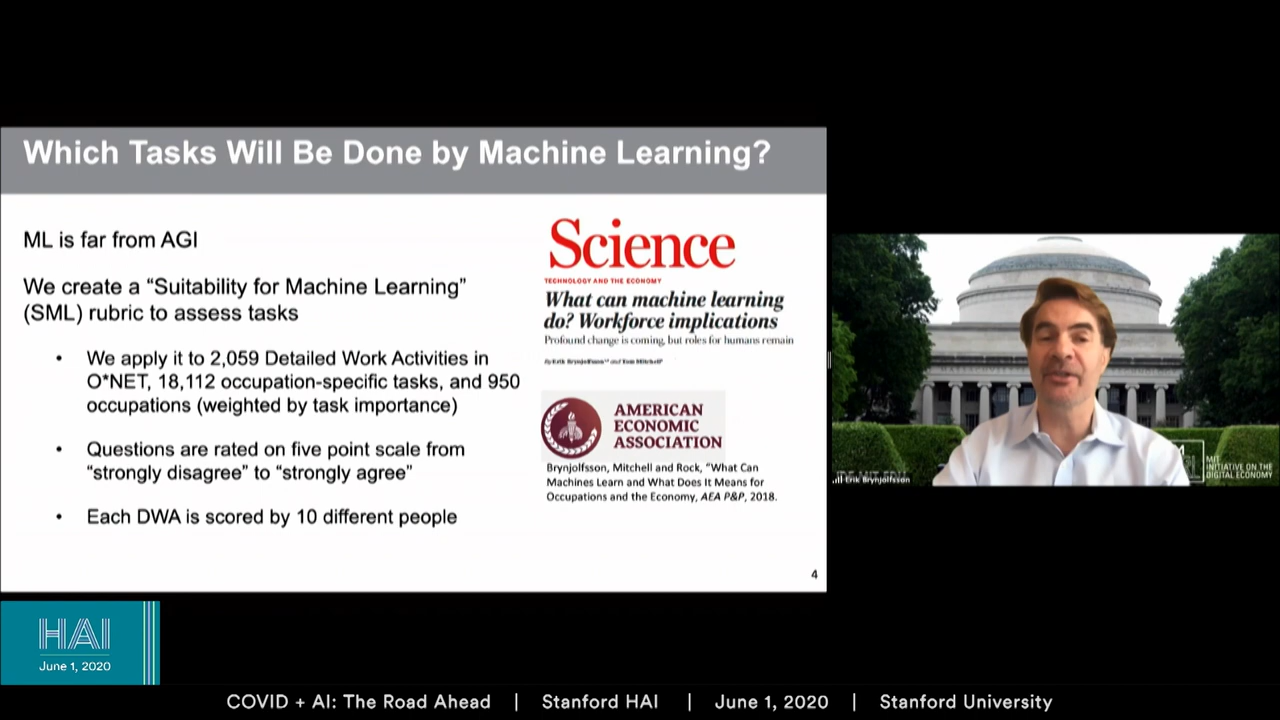 Which Tasks Will Be Done by Machine Learning?
ML is far from AGI
We create a “Suitability for Machine Learning”
(SML) rubric to assess tasks
• We apply it to 2,059 Detailed Work Activities in
O*NET, 18,112 occupation-specific tasks, and 950
occupations (weighted by task importance)
• Questions are rated on five point scale from
“strongly disagree” to “strongly agree”
• Each DWA is scored by 10 different people
Science
TECHNOLOGY AND THE ECONOMY
What can machine learning
do? Workforce implications
Profound change is coming, but roles for humans remain
By Erik Brynjolfsson and Tom Mitchell
AMERICAN
ECONOMIC
ASSOCIATION
Brynjolfsson, Mitchell and Rock, “What Can
Machines Learn and What Does It Means for
Occupations and the Economy, AEA P&P, 2018.
4
Erik Brynjolfsson
MIT
INITIATIVE ON THE
DIGITAL ECONOMY
HAI
June 1, 2020
COVID + AI: The Road Ahead | Stanford HAI | June 1, 2020 | Stanford University